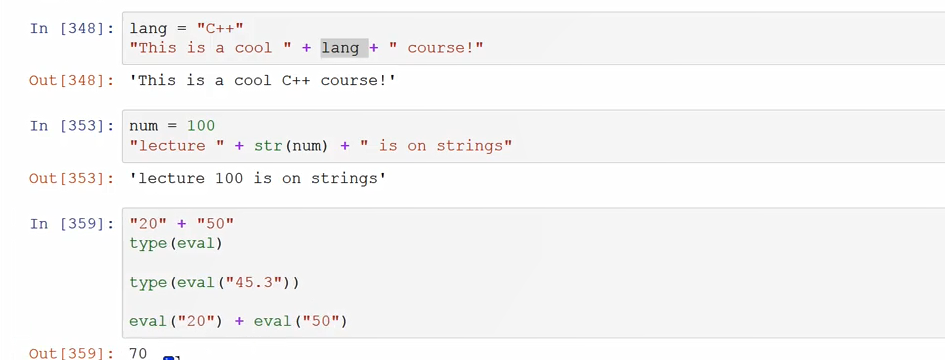 In [348]: lang = "C++"
"This is a cool " + lang + " course!"
Out[348]: 'This is a cool C++ course!'
In [353]: num = 100
"lecture " + str(num) + " is on strings"
Out[353]: 'lecture 100 is on strings'
In [359]: "20" + "50"
type(eval)
type(eval("45.3"))
eval("20") + eval("50")
Out[359]: 70